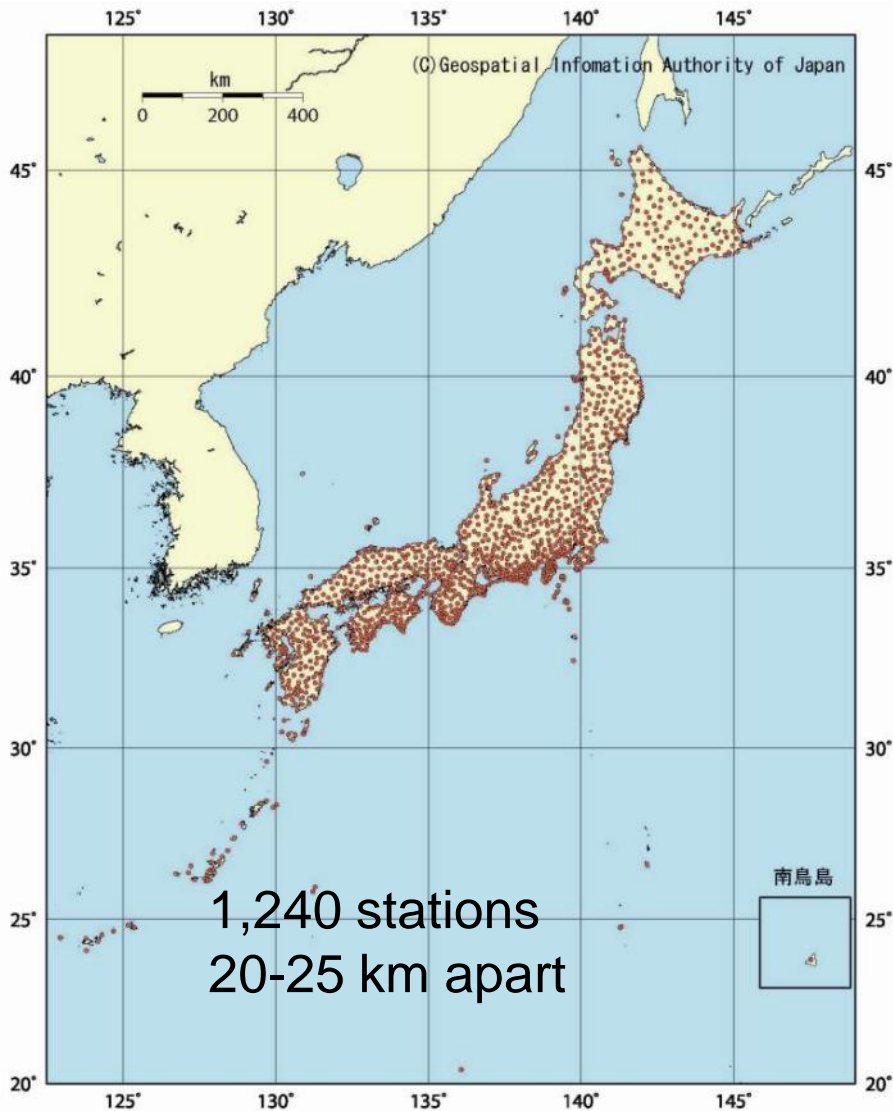 125° 130° 135° 140° 145°
(C)Geospatial Infomation Authority of Japan
km
0 200 400
45° 45°
40° 40°
35° 35°
30° 30°
南鳥島
1,240 stations
25° 25°
20-25 km apart
20° 20°
125° 130° 135° 140° 145°